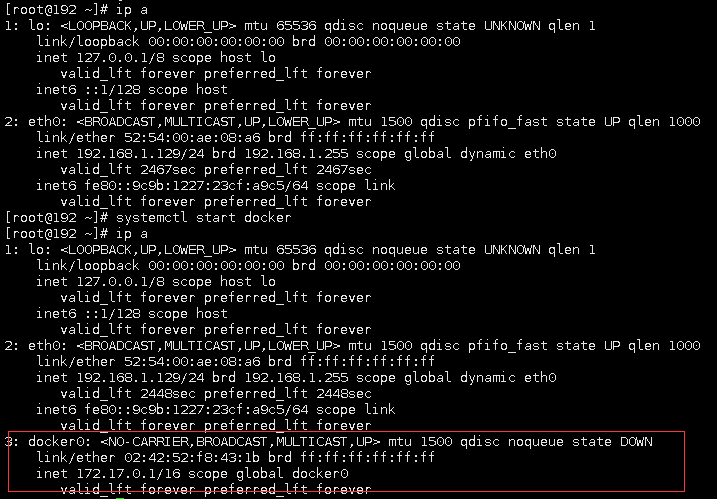 [root@192 ~]# ip a
1: lo: <LOOPBACK,UP,LOWER_UP> mtu 65536 qdisc noqueue state UNKNOWN qlen 1
    link/loopback 00:00:00:00:00:00 brd 00:00:00:00:00:00
    inet 127.0.0.1/8 scope host lo
       valid_lft forever preferred_lft forever
    inet6 ::1/128 scope host
       valid_lft forever preferred_lft forever
2: eth0: <BROADCAST,MULTICAST,UP,LOWER_UP> mtu 1500 qdisc pfifo_fast state UP qlen 1000
    link/ether 52:54:00:ae:08:a6 brd ff:ff:ff:ff:ff:ff
    inet 192.168.1.129/24 brd 192.168.1.255 scope global dynamic eth0
       valid_lft 2467sec preferred_lft 2467sec
    inet6 fe80::9c9b:1227:23cf:a9c5/64 scope link
       valid_lft forever preferred_lft forever
[root@192 ~]# systemctl start docker
[root@192 ~]# ip a
1: lo: <LOOPBACK,UP,LOWER_UP> mtu 65536 qdisc noqueue state UNKNOWN qlen 1
    link/loopback 00:00:00:00:00:00 brd 00:00:00:00:00:00
    inet 127.0.0.1/8 scope host lo
       valid_lft forever preferred_lft forever
    inet6 ::1/128 scope host
       valid_lft forever preferred_lft forever
2: eth0: <BROADCAST,MULTICAST,UP,LOWER_UP> mtu 1500 qdisc pfifo_fast state UP qlen 1000
    link/ether 52:54:00:ae:08:a6 brd ff:ff:ff:ff:ff:ff
    inet 192.168.1.129/24 brd 192.168.1.255 scope global dynamic eth0
       valid_lft 2448sec preferred_lft 2448sec
    inet6 fe80::9c9b:1227:23cf:a9c5/64 scope link
       valid_lft forever preferred_lft forever
3: docker0: <NO-CARRIER,BROADCAST,MULTICAST,UP> mtu 1500 qdisc noqueue state DOWN
    link/ether 02:42:52:f8:43:1b brd ff:ff:ff:ff:ff:ff
    inet 172.17.0.1/16 scope global docker0
       valid_lft forever preferred_lft forever